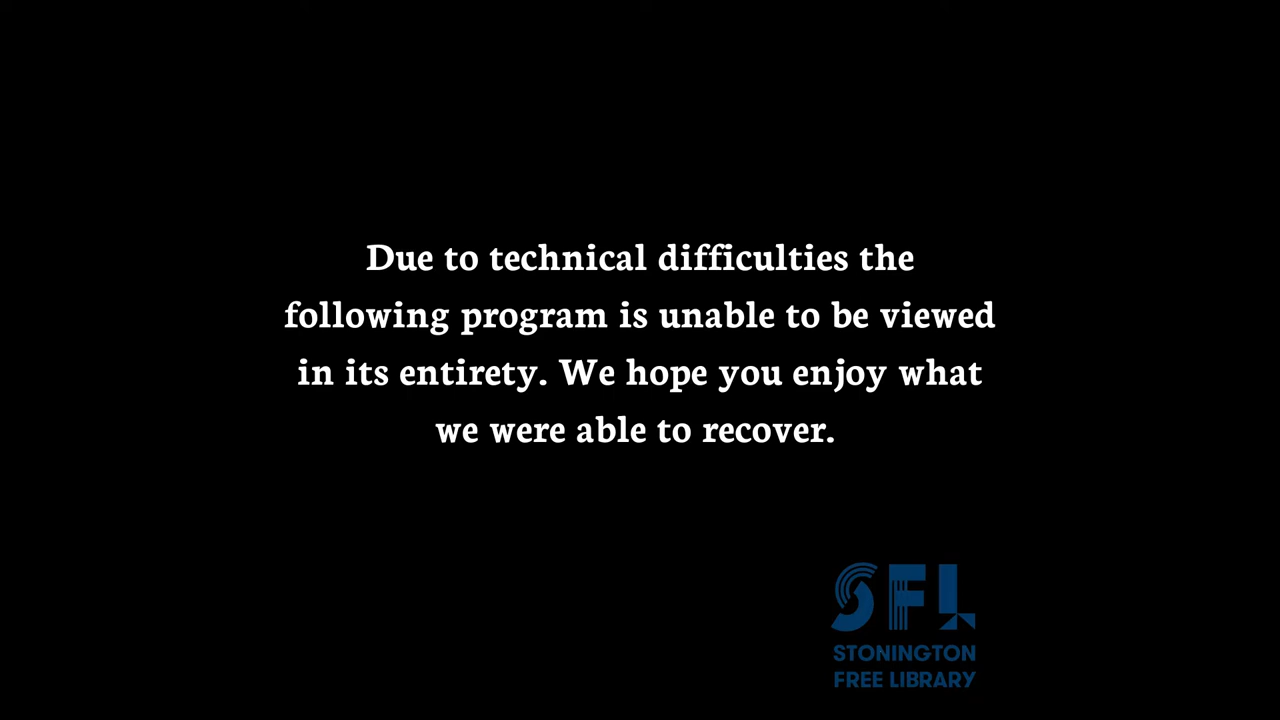 Due to technical difficulties the
following program is unable to be viewed
in its entirety. We hope you enjoy what
we were able to recover.
SFL
STONINGTON
FREE LIBRARY